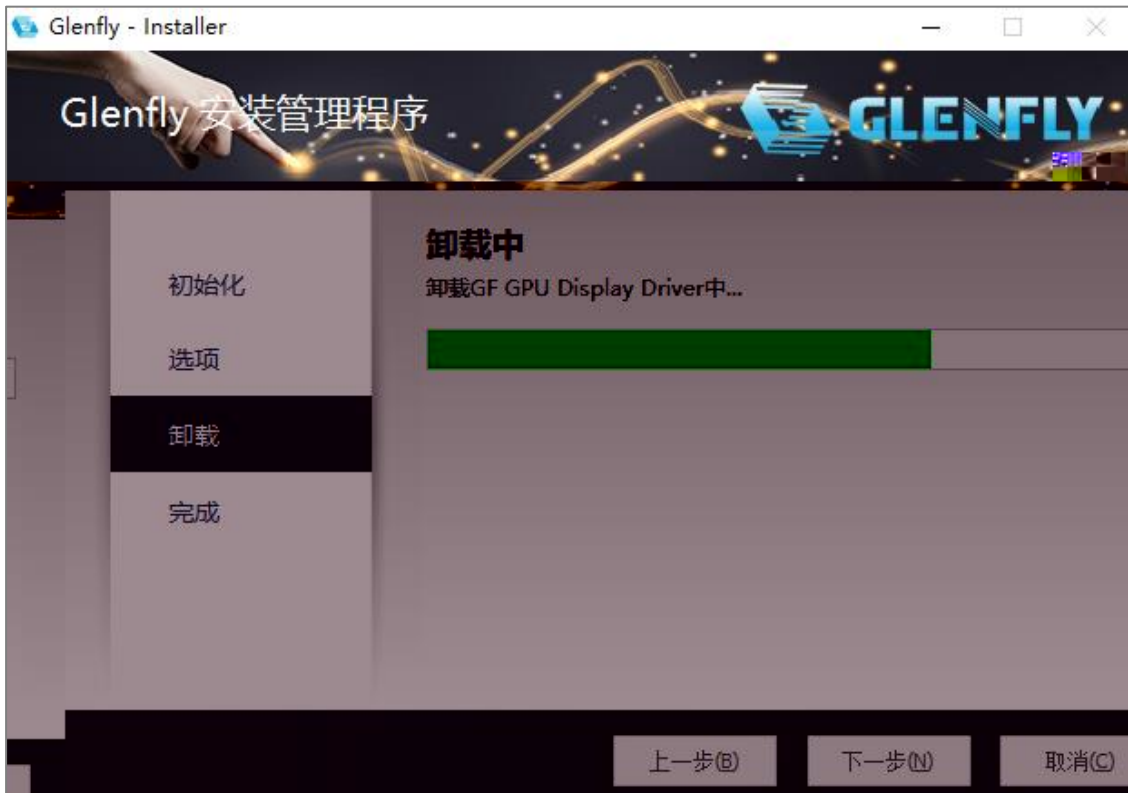 Glenfly - Installer
Glenfly 安装管理程序
GLENFLY
卸载中
卸载GF GPU Display Driver中...
初始化
选项
卸载
完成
上一步(B)
下一步(N)
取消(C)